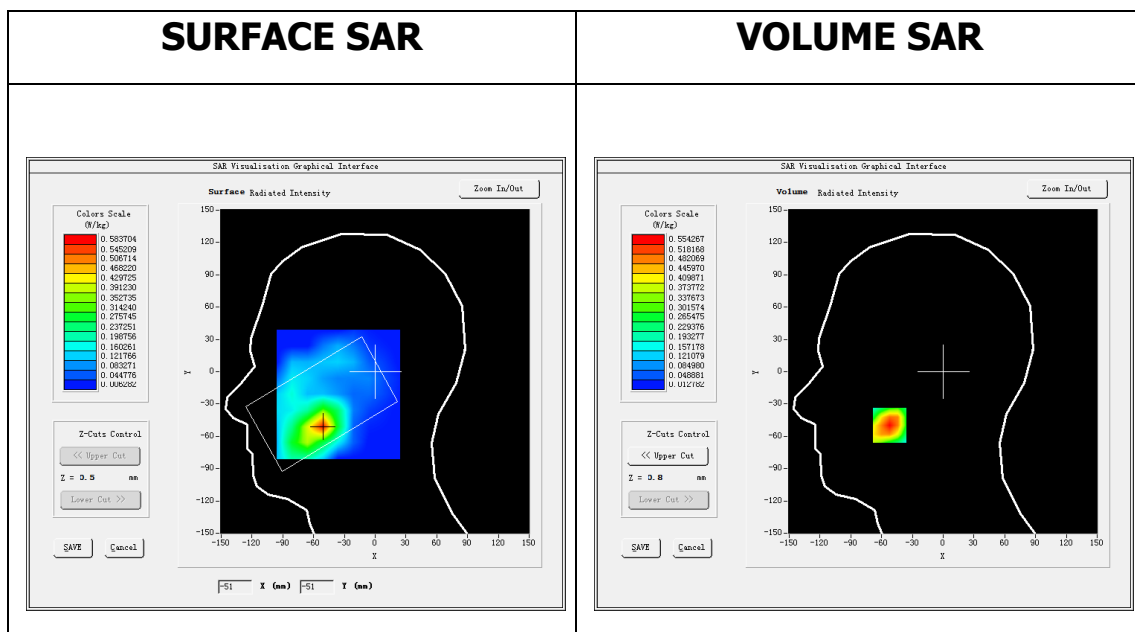 SURFACE SAR
VOLUME SAR
SAR Visualisation Graphical Interface
Surface Radiated Intensity
Zoom In/Out
Colors Scale
(W/kg)
0.583704
0.545209
0.506714
0.468220
0.429725
0.391230
0.352735
0.314240
0.275745
0.237251
0.198756
0.160261
0.121766
0.083271
0.044776
0.006282
150
120
90
60
30
0
-30
-60
-90
-120
-150
Y
-150 -120 -90 -60 -30 0 30 60 90 120 150
X
Z-Cuts Control
<< Upper Cut
Z = 0.5 mm
Lower Cut >>
SAVE Cancel
-51 X (mm) -51 Y (mm)
SAR Visualisation Graphical Interface
Volume Radiated Intensity
Zoom In/Out
Colors Scale
(W/kg)
0.554267
0.518168
0.482069
0.445970
0.409871
0.373772
0.337673
0.301574
0.265475
0.229376
0.193277
0.157178
0.121079
0.084980
0.048881
0.012782
150
120
90
60
30
0
-30
-60
-90
-120
-150
Y
-150 -120 -90 -60 -30 0 30 60 90 120 150
X
Z-Cuts Control
<< Upper Cut
Z = 0.8 mm
Lower Cut >>
SAVE Cancel